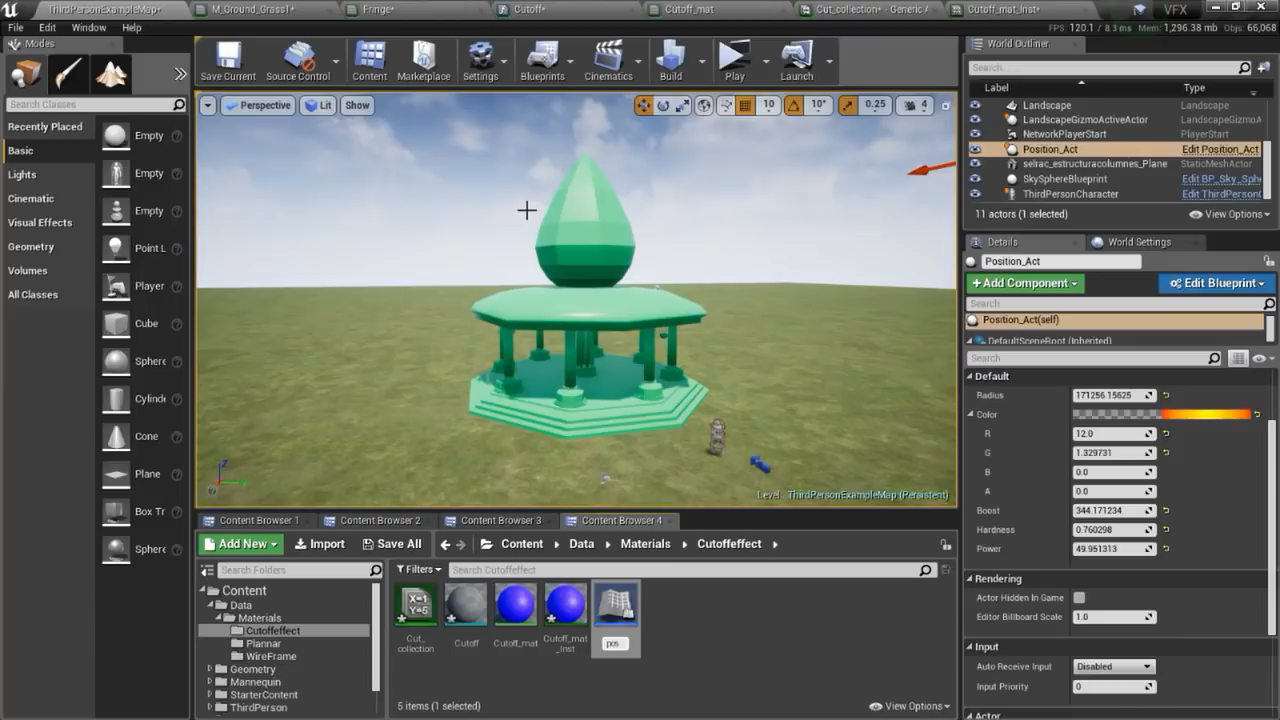 ThirdPersonExampleMap*
M_Ground_Grass1*
Fringe*
Cutoff*
Cutoff_mat
Cut_collection* - Generic A
Cutoff_mat_Inst*
VFX
File Edit Window Help
FPS: 120.1 / 8.3 ms Mem: 1,296.38 mb Objs: 66,068
Modes
Search Classes
Recently Placed
Basic
Lights
Cinematic
Visual Effects
Geometry
Volumes
All Classes
Empty
Empty
Empty
Point L
Player
Cube
Sphere
Cylinde
Cone
Plane
Box Tr
Sphere
Save Current
Source Control
Content
Marketplace
Settings
Blueprints
Cinematics
Build
Play
Launch
Perspective
Lit
Show
10
10°
0.25
4
Level: ThirdPersonExampleMap (Persistent)
Content Browser 1
Content Browser 2
Content Browser 3
Content Browser 4
Add New
Import
Save All
Content
Data
Materials
Cutoffeffect
Search Folders
Filters
Search Cutoffeffect
Content
Data
Materials
Cutoffeffect
Plannar
WireFrame
Geometry
Mannequin
StarterContent
ThirdPerson
X=1
Y=5
Cut_
collection
Cutoff
Cutoff_mat
Cutoff_mat
_Inst
pos
5 items (1 selected)
View Options
World Outliner
Search...
Label Type
Landscape Landscape
LandscapeGizmoActiveActor LandscapeGizmoA
NetworkPlayerStart PlayerStart
Position_Act Edit Position_Act
selrac_estructuracolumnes_Plane StaticMeshActor
SkySphereBlueprint Edit BP_Sky_Sph
ThirdPersonCharacter Edit ThirdPerson
11 actors (1 selected)
View Options
Details
World Settings
Position_Act
+Add Component
Edit Blueprint
Search
Position_Act(self)
DefaultSceneRoot (Inherited)
Search
Default
Radius 171256.15625
Color
R 12.0
G 1.329731
B 0.0
A 0.0
Boost 344.171234
Hardness 0.760298
Power 49.951313
Rendering
Actor Hidden In Game
Editor Billboard Scale 1.0
Input
Auto Receive Input Disabled
Input Priority 0
Actor